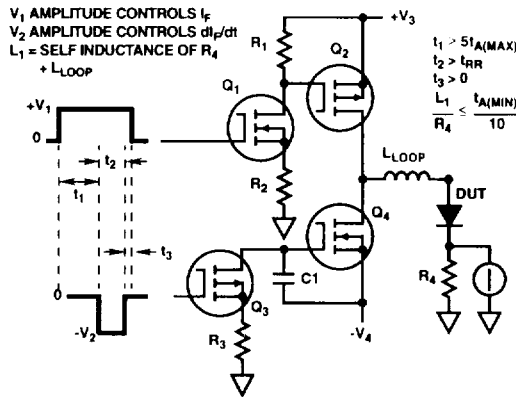 V1 AMPLITUDE CONTROLS IF
V2 AMPLITUDE CONTROLS dIF/dt
L1 = SELF INDUCTANCE OF R4
+ LLOOP
+V1
0
t2
t1
t3
0
-V2
R1
Q1
R2
Q2
+V3
Q3
R3
C1
Q4
-V4
LLOOP
DUT
R4
t1 > 5tA(MAX)
t2 > tRR
t3 > 0
L1/R4 ≤ tA(MIN)/10